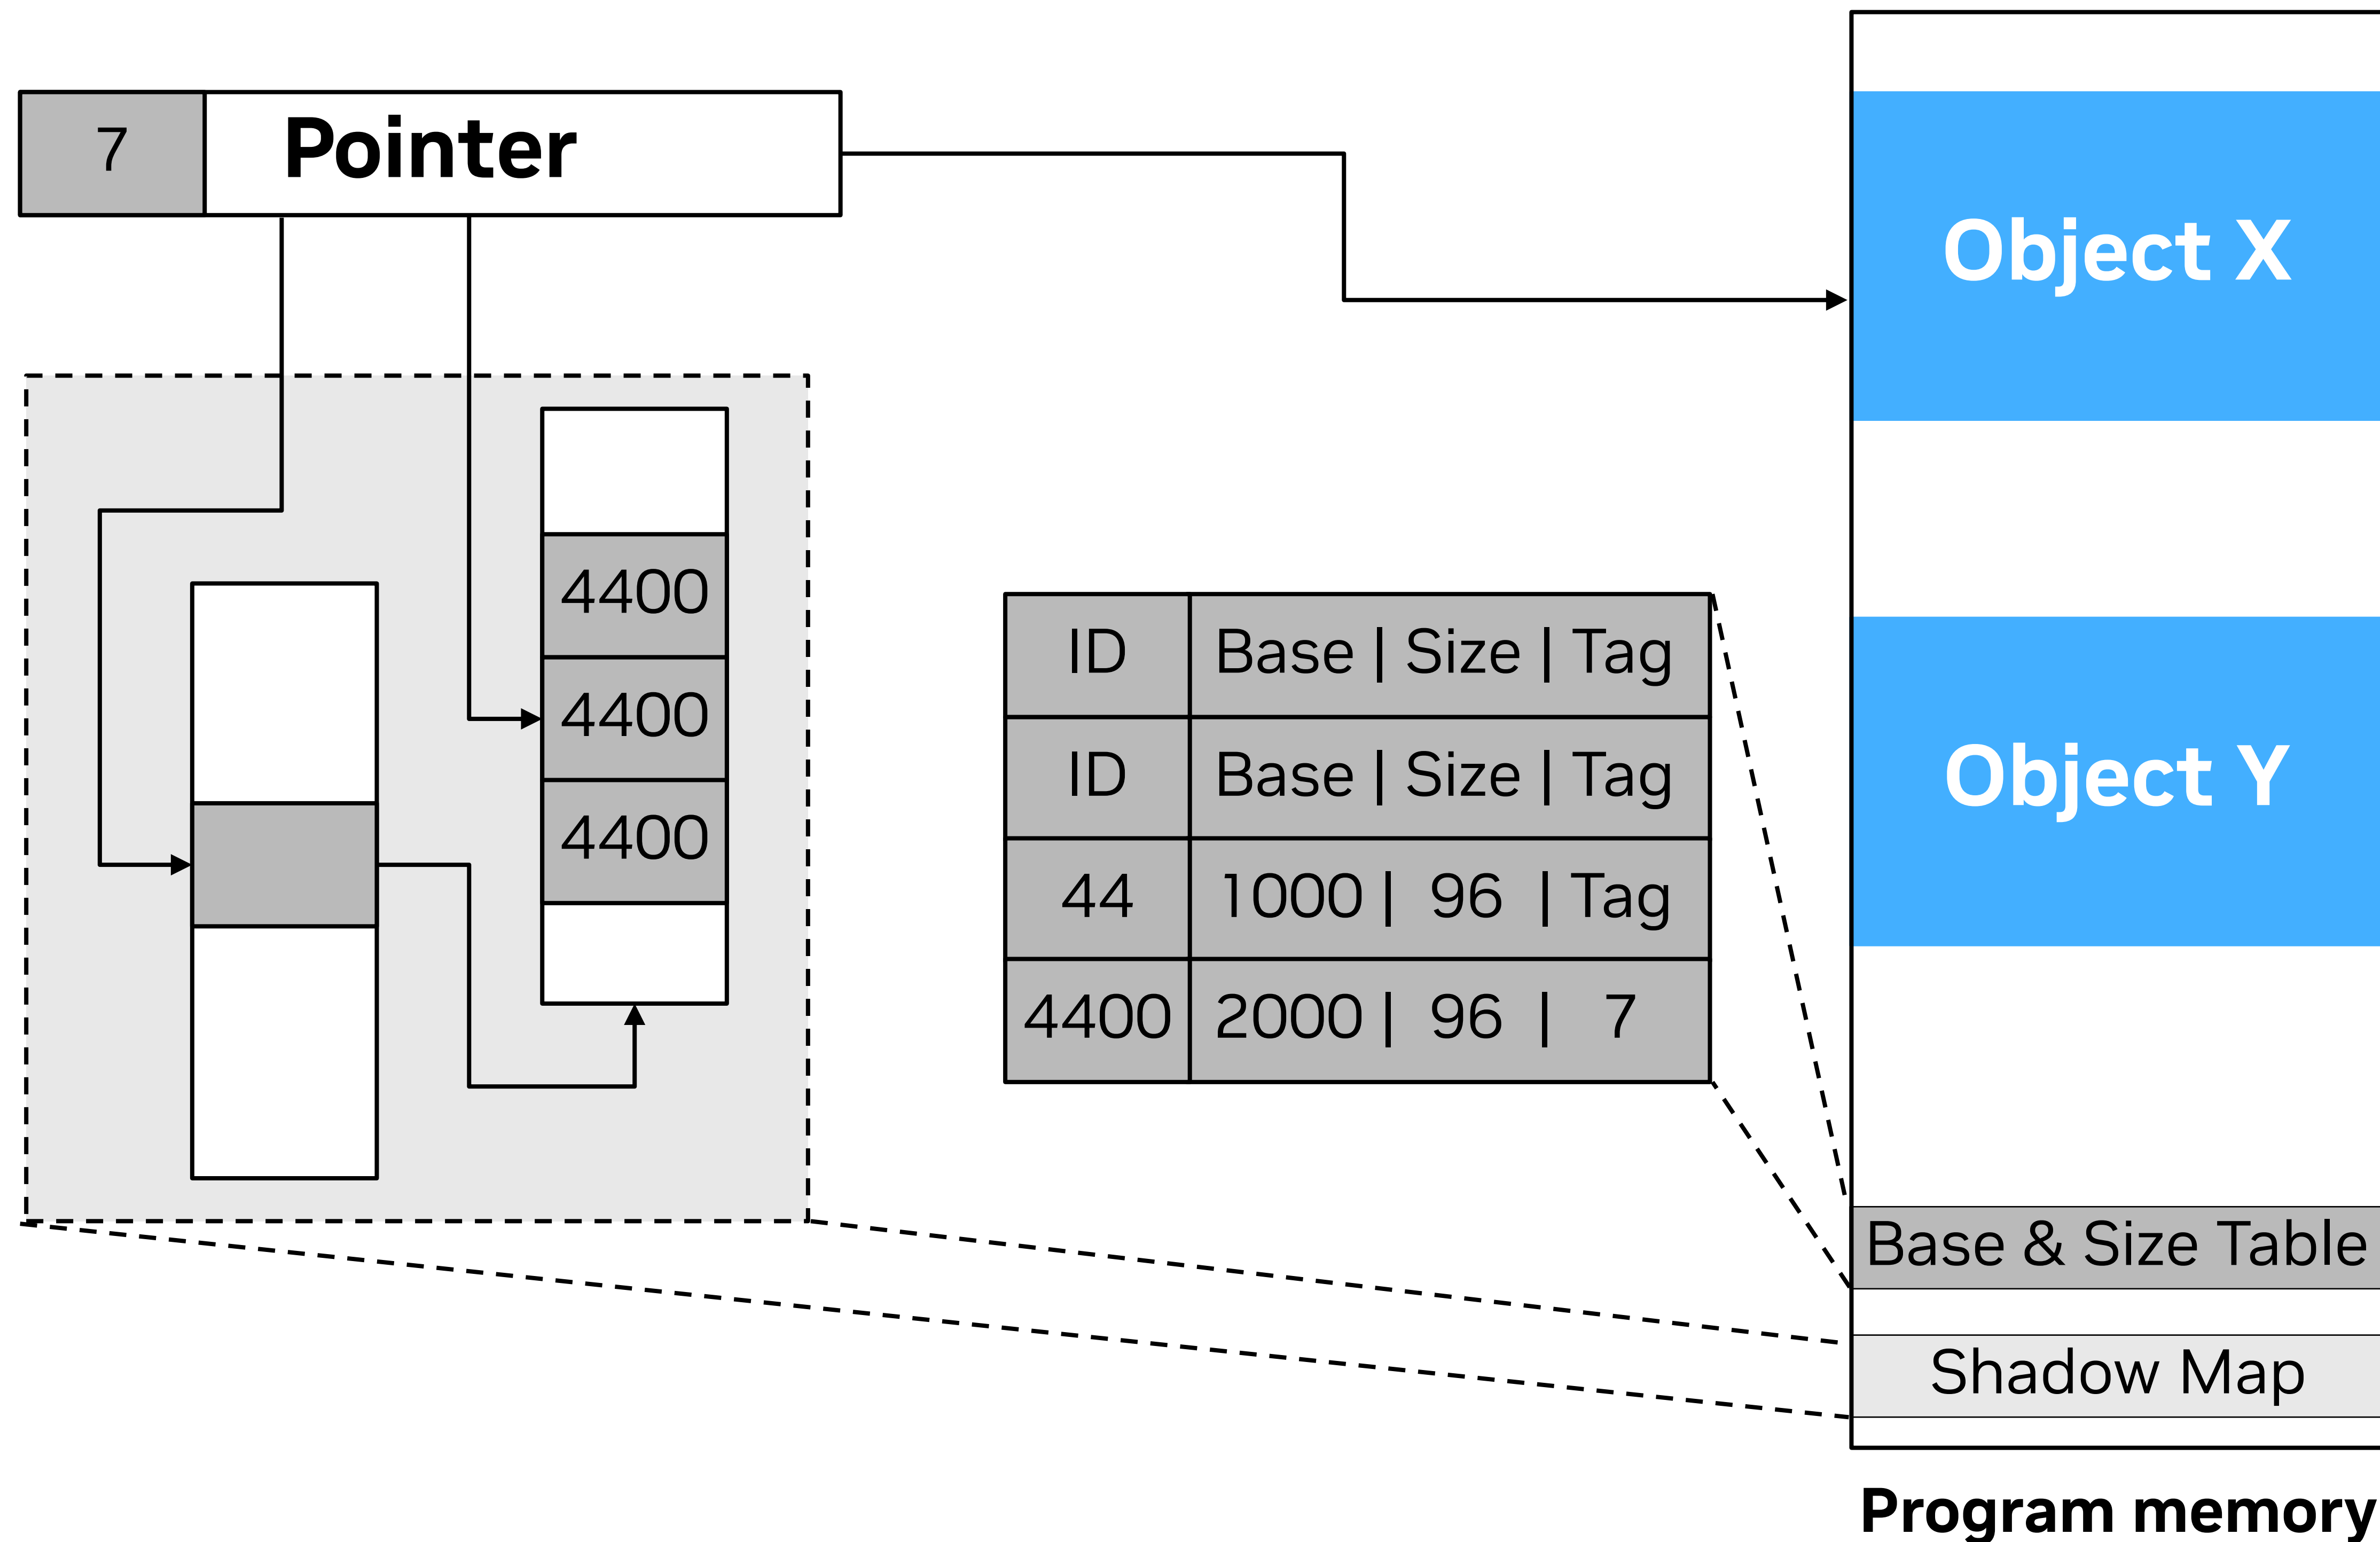 7 Pointer
Object X
4400
4400
4400
ID Base | Size | Tag
ID Base | Size | Tag
44 1000 | 96 | Tag
4400 2000 | 96 | 7
Object Y
Base & Size Table
Shadow Map
Program memory